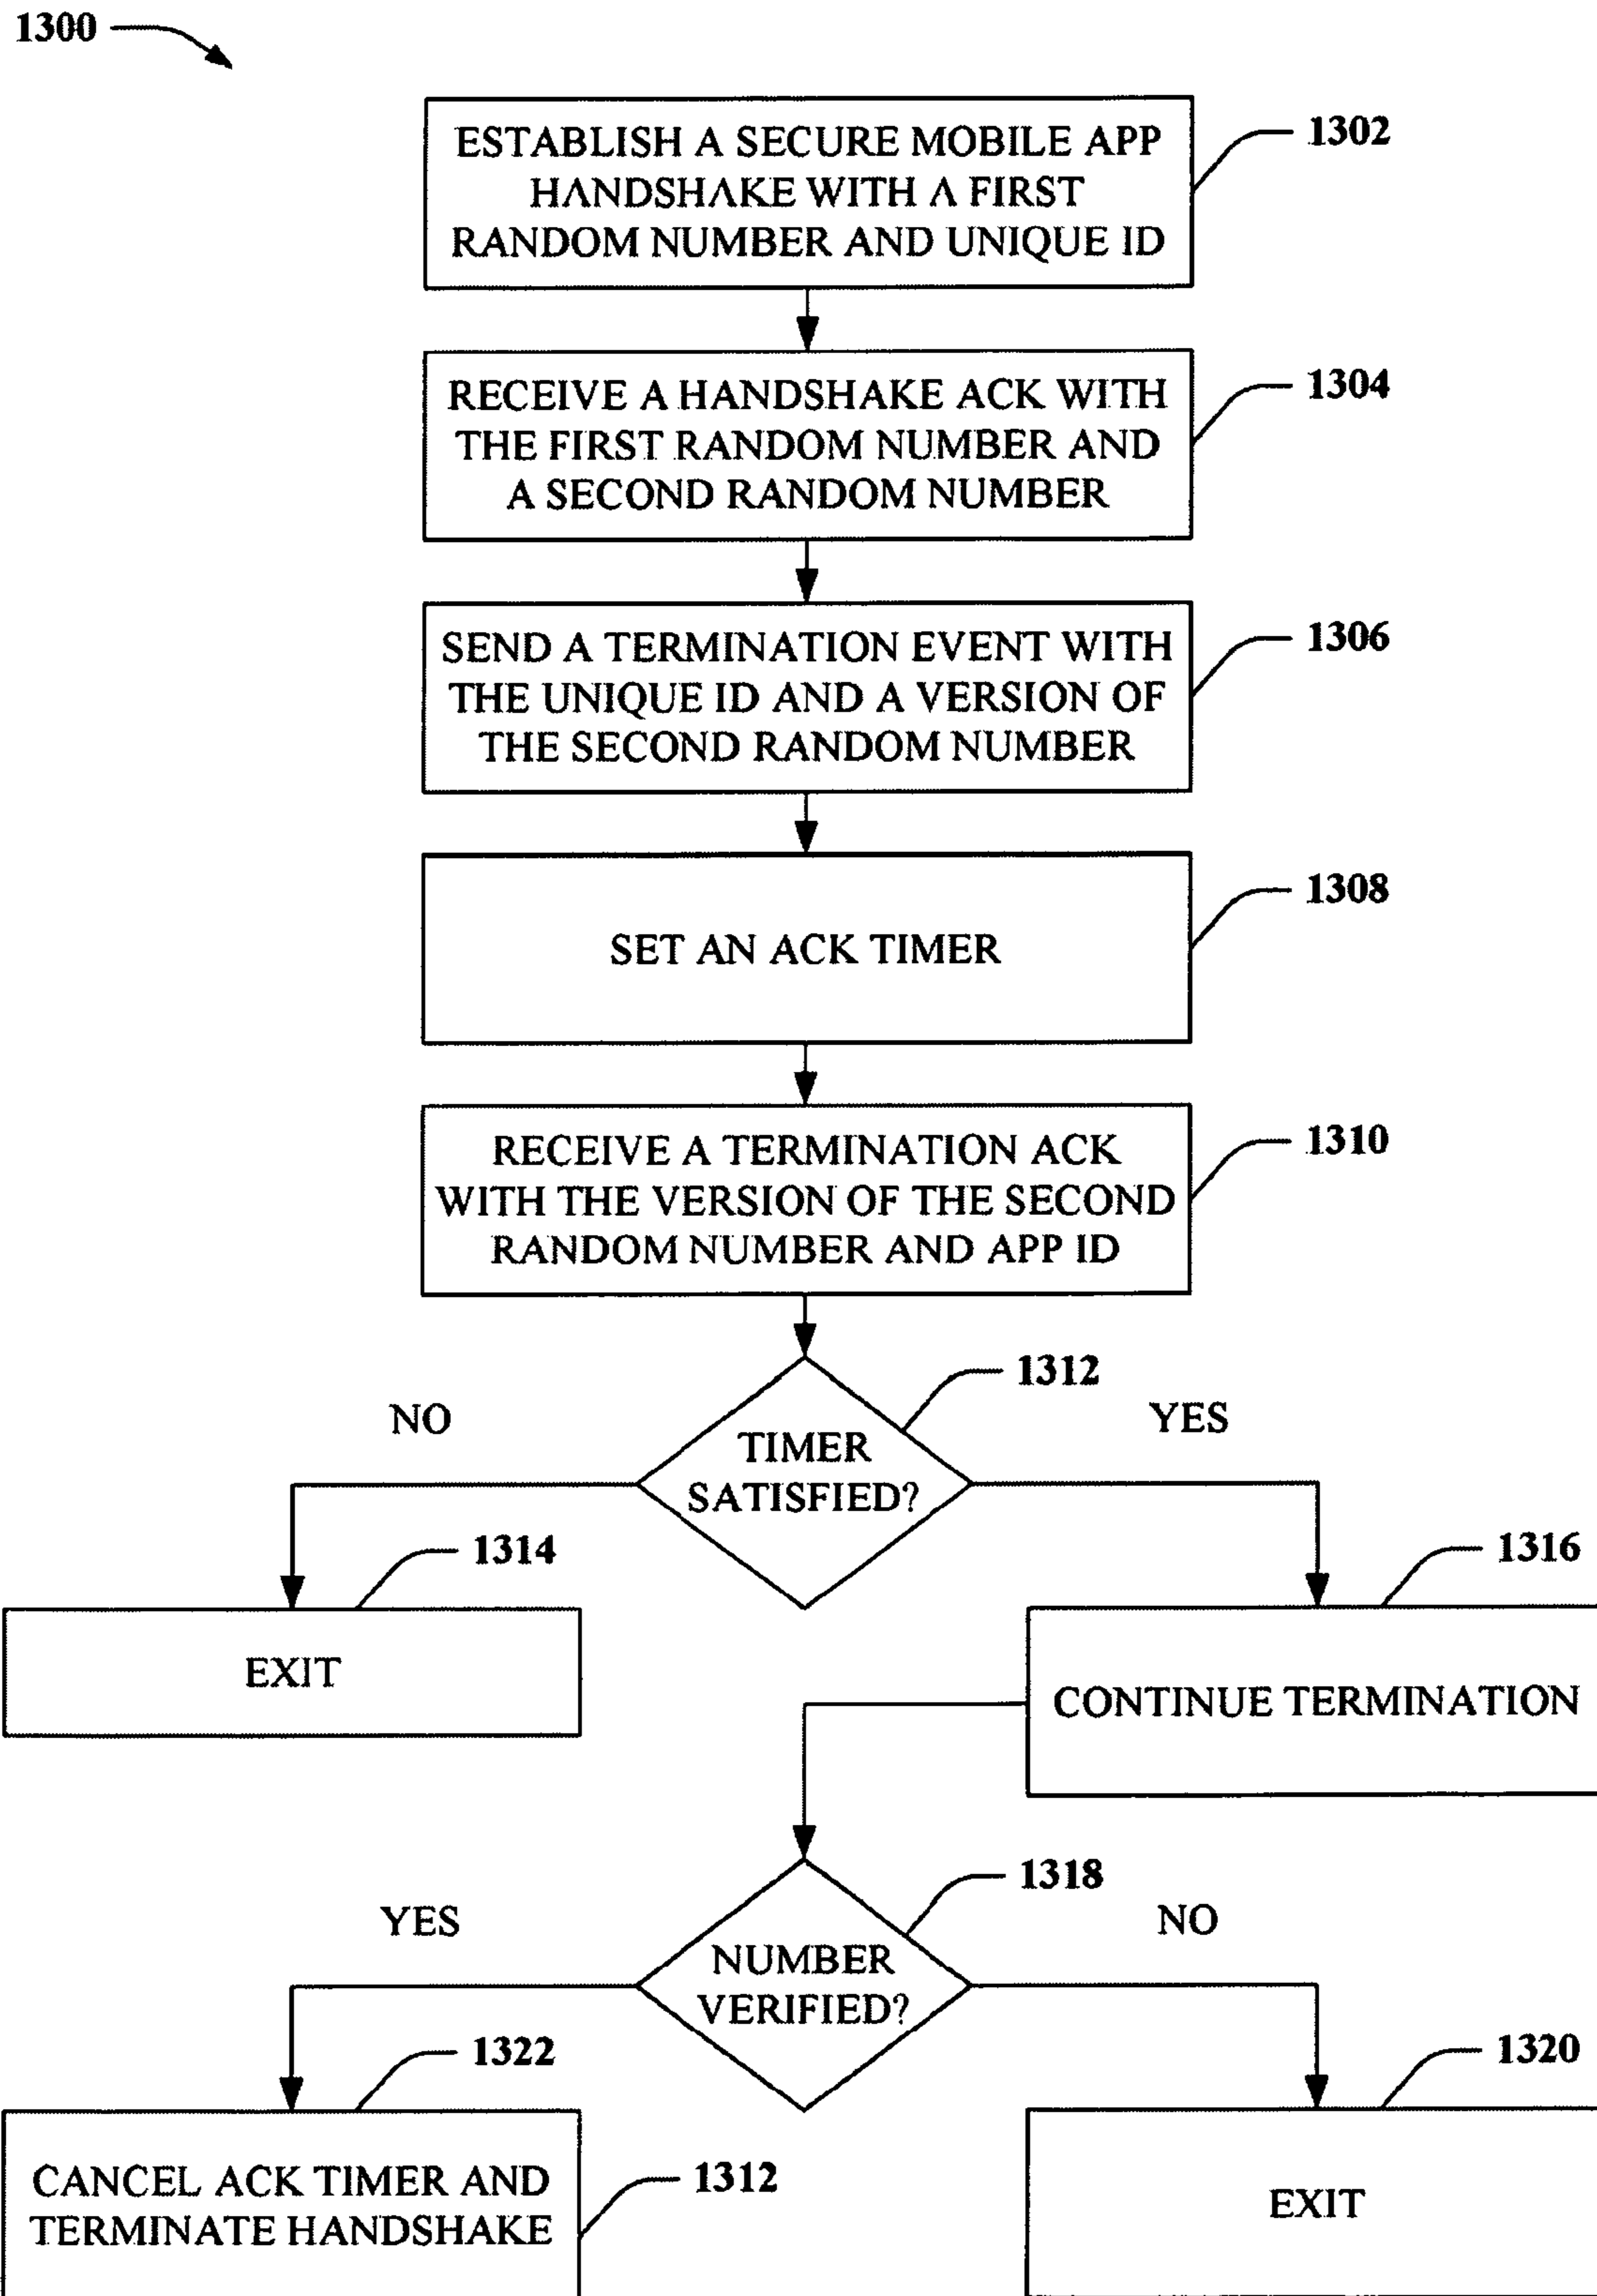 1300
ESTABLISH A SECURE MOBILE APP
HANDSHAKE WITH A FIRST
RANDOM NUMBER AND UNIQUE ID
1302
RECEIVE A HANDSHAKE ACK WITH
THE FIRST RANDOM NUMBER AND
A SECOND RANDOM NUMBER
1304
SEND A TERMINATION EVENT WITH
THE UNIQUE ID AND A VERSION OF
THE SECOND RANDOM NUMBER
1306
SET AN ACK TIMER
1308
RECEIVE A TERMINATION ACK
WITH THE VERSION OF THE SECOND
RANDOM NUMBER AND APP ID
1310
1312
NO
YES
TIMER
SATISFIED?
1314
1316
EXIT
CONTINUE TERMINATION
1318
YES
NO
NUMBER
VERIFIED?
1322
1320
CANCEL ACK TIMER AND
TERMINATE HANDSHAKE
1312
EXIT